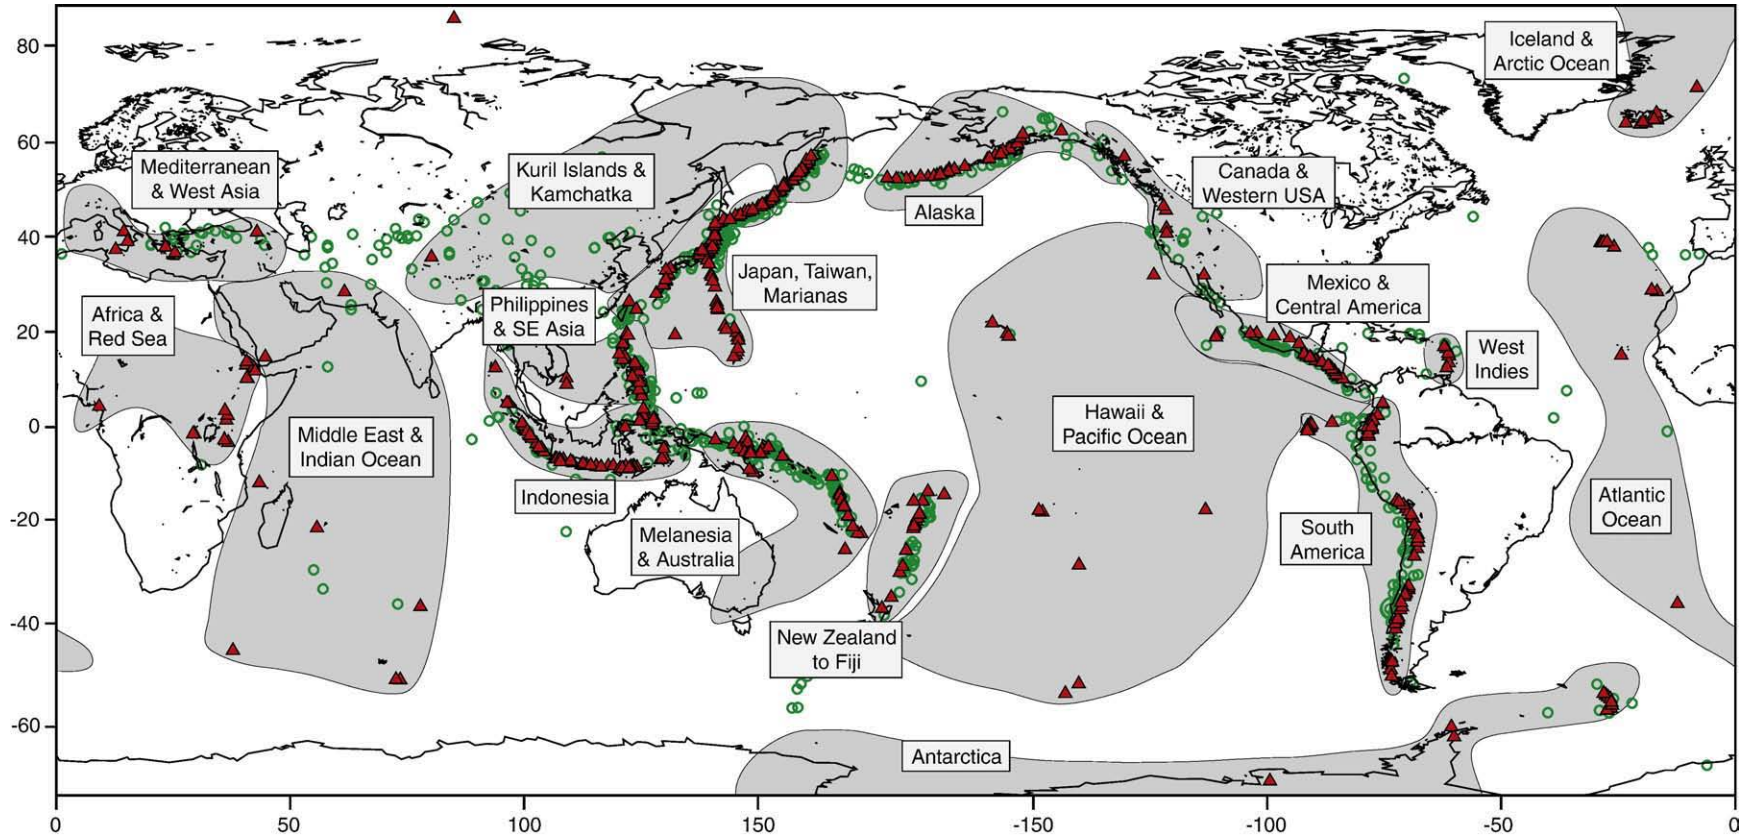 80
60
40
20
0
-20
-40
-60
0
50
100
150
-150
-100
-50
0
Iceland &
Arctic Ocean
Mediterranean
& West Asia
Kuril Islands &
Kamchatka
Alaska
Canada &
Western USA
Africa &
Red Sea
Philippines
& SE Asia
Japan, Taiwan,
Marianas
Mexico &
Central America
West
Indies
Middle East &
Indian Ocean
Hawaii &
Pacific Ocean
Indonesia
Melanesia
& Australia
South
America
Atlantic
Ocean
New Zealand
to Fiji
Antarctica